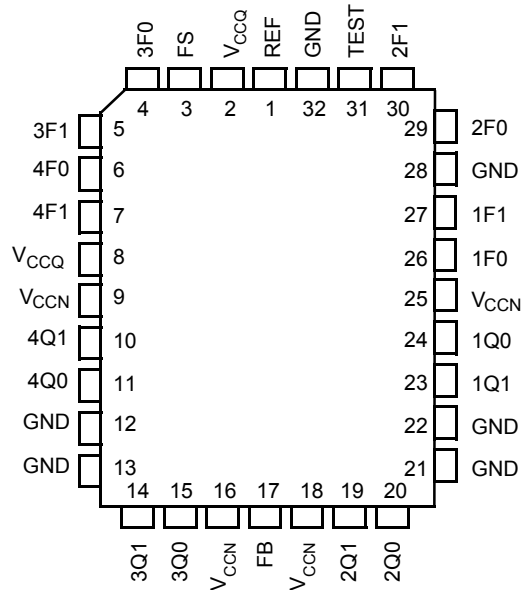 3F0 FS VCCQ REF GND TEST 2F1
4 3 2 1 32 31 30
3F1 5 29 2F0
4F0 6 28 GND
4F1 7 27 1F1
VCCQ 8 26 1F0
VCCN 9 25 VCCN
4Q1 10 24 1Q0
4Q0 11 23 1Q1
GND 12 22 GND
GND 13 21 GND
14 15 16 17 18 19 20
3Q1 3Q0 VCCN FB VCCN 2Q1 2Q0